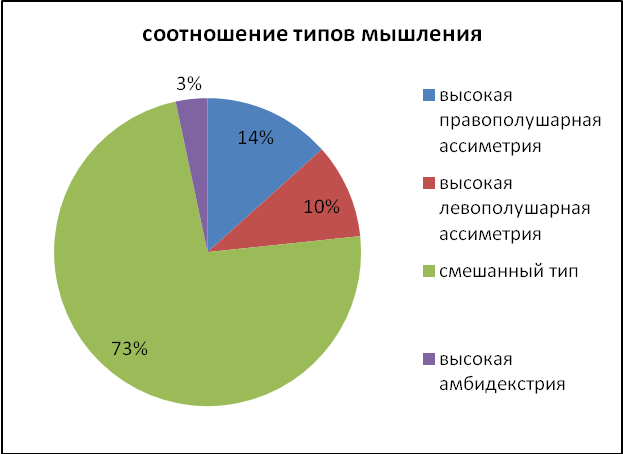 соотношение типов мышления
3%
14%
10%
73%
высокая
правополушарная
ассиметрия
высокая
левополушарная
ассиметрия
смешанный тип
высокая
амбидекстрия